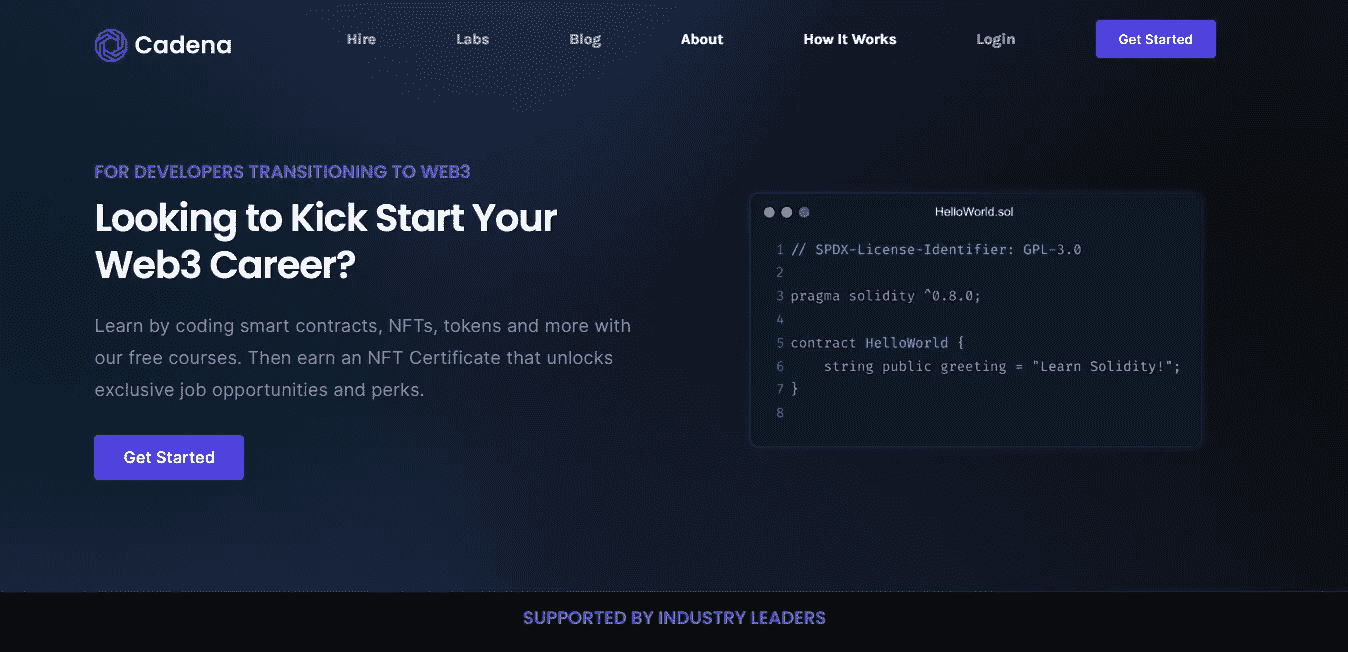 Cadena
Hire
Labs
Blog
About
How It Works
Login
Get Started
FOR DEVELOPERS TRANSITIONING TO WEB3
Looking to Kick Start Your
Web3 Career?
Learn by coding smart contracts, NFTs, tokens and more with
our free courses. Then earn an NFT Certificate that unlocks
exclusive job opportunities and perks.
Get Started
HelloWorld.sol
1 // SPDX-License-Identifier: GPL-3.0
2
3 pragma solidity ^0.8.0;
4
5 contract HelloWorld {
6     string public greeting = "Learn Solidity!";
7 }
8
SUPPORTED BY INDUSTRY LEADERS